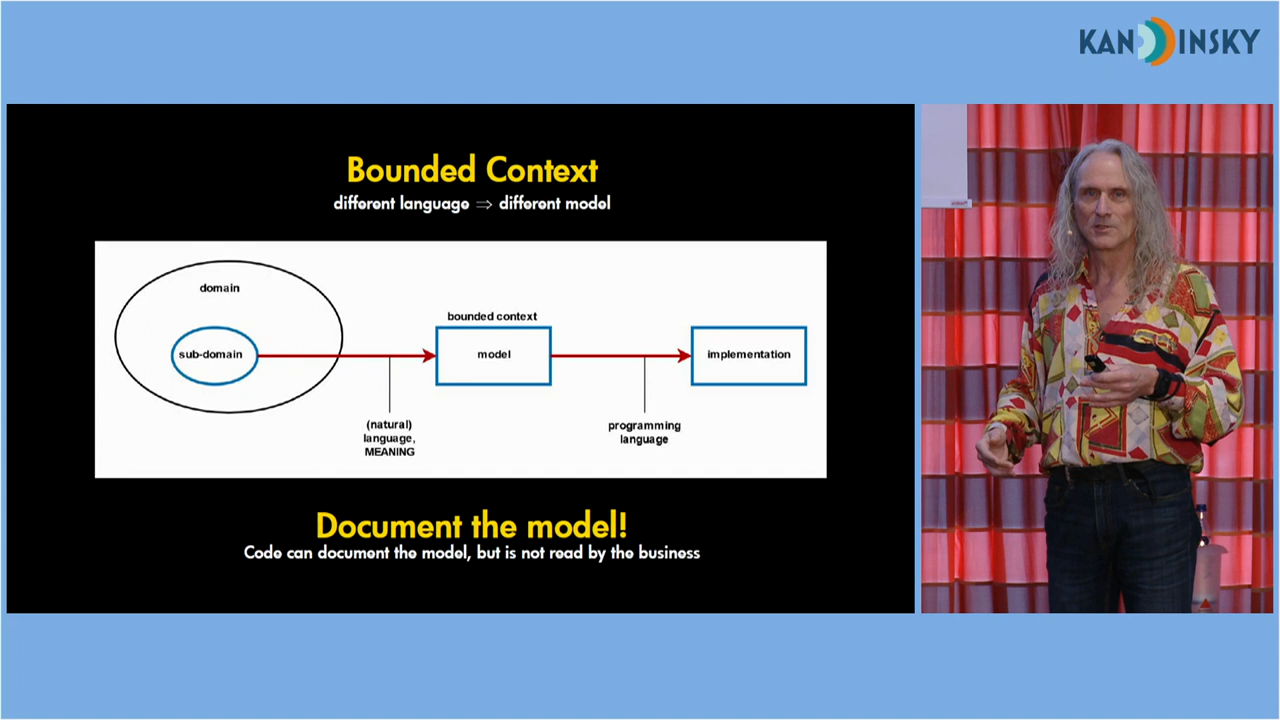 KANDDINSKY
Bounded Context
different language ⇒ different model
domain
sub-domain
bounded context
model
implementation
(natural)
language,
MEANING
programming
language
Document the model!
Code can document the model, but is not read by the business